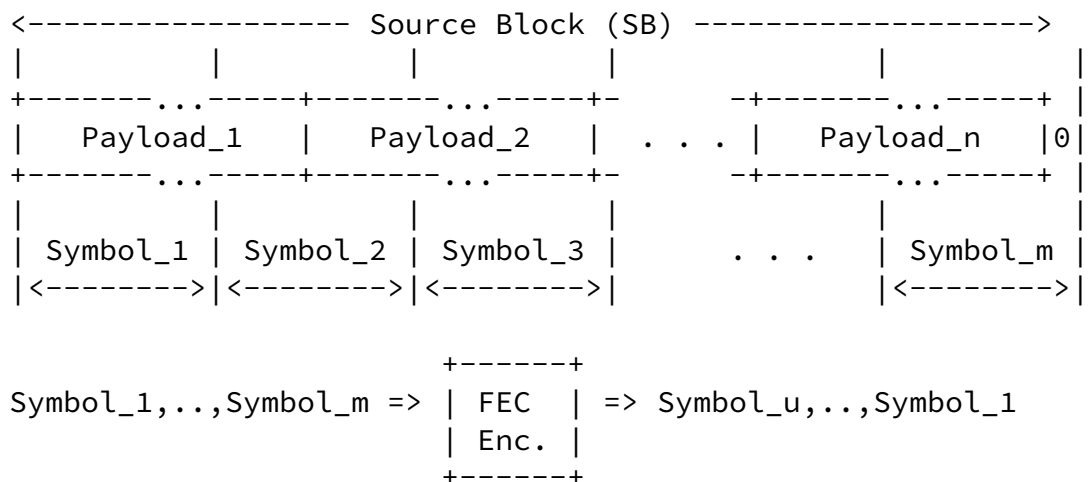 <------------------ Source Block (SB) ------------------>
|         |         |         |             |         |
+-------...-----+-------...-----+-      -+-------...-----+ |
|   Payload_1   |   Payload_2   |  . . . |   Payload_n   |0|
+-------...-----+-------...-----+-      -+-------...-----+ |
|         |         |         |             |         |
| Symbol_1 | Symbol_2 | Symbol_3 |      . . .   | Symbol_m |
|<-------->|<-------->|<-------->|              |<-------->|
+------+
Symbol_1,..,Symbol_m => | FEC  | => Symbol_u,..,Symbol_1
| Enc. |
+------+